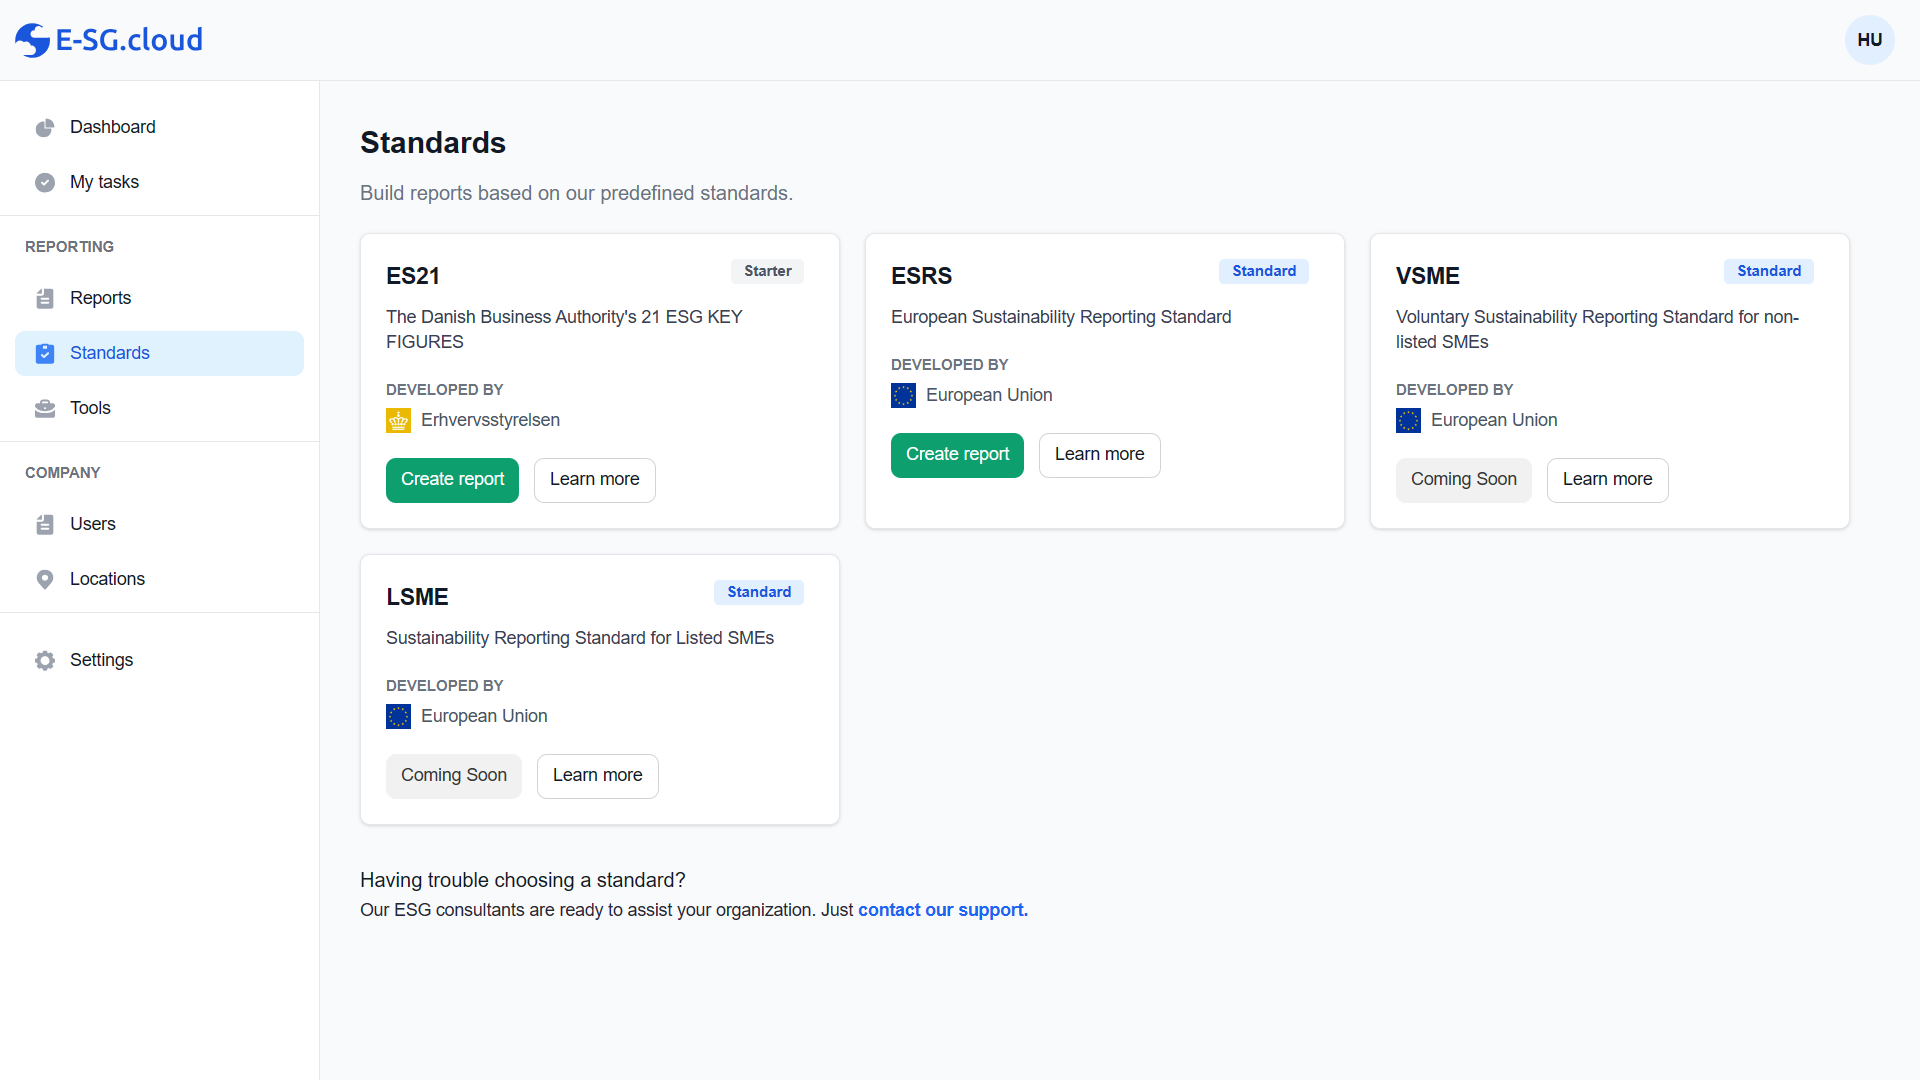 E-SG.cloud
HU
Dashboard
My tasks
REPORTING
Reports
Standards
Tools
COMPANY
Users
Locations
Settings
Standards
Build reports based on our predefined standards.
ES21
Starter
The Danish Business Authority's 21 ESG KEY
FIGURES
DEVELOPED BY
Erhvervsstyrelsen
Create report
Learn more
ESRS
Standard
European Sustainability Reporting Standard
DEVELOPED BY
European Union
Create report
Learn more
VSME
Standard
Voluntary Sustainability Reporting Standard for non-
listed SMEs
DEVELOPED BY
European Union
Coming Soon
Learn more
LSME
Standard
Sustainability Reporting Standard for Listed SMEs
DEVELOPED BY
European Union
Coming Soon
Learn more
Having trouble choosing a standard?
Our ESG consultants are ready to assist your organization. Just contact our support.